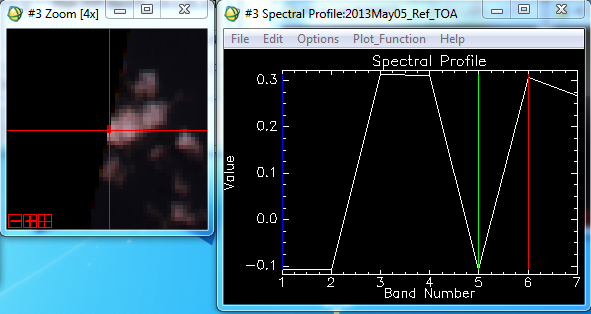 #3 Zoom [4x]
#3 Spectral Profile:2013May05_Ref_TOA
File Edit Options Plot_Function Help
Spectral Profile
0.3
0.2
0.1
0.0
-0.1
Value
1 2 3 4 5 6 7
Band Number